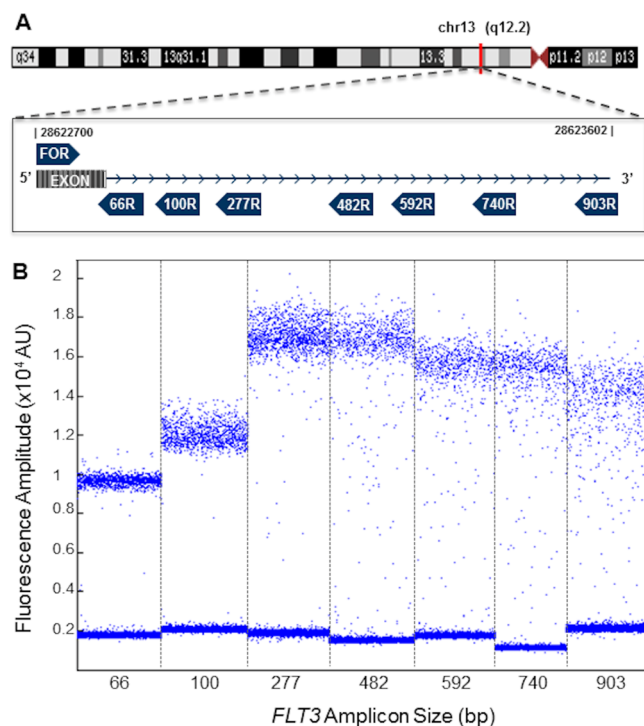 A
chr13 (q12.2)
q34 31.3 13q31.1 13.3 p11.2 p12 p13
| 28622700 28623602 |
FOR
5' EXON 3'
66R 100R 277R 482R 592R 740R 903R
B
Fluorescence Amplitude (x10⁴ AU)
2
1.8
1.6
1.4
1.2
1
0.8
0.6
0.4
0.2
66 100 277 482 592 740 903
FLT3 Amplicon Size (bp)